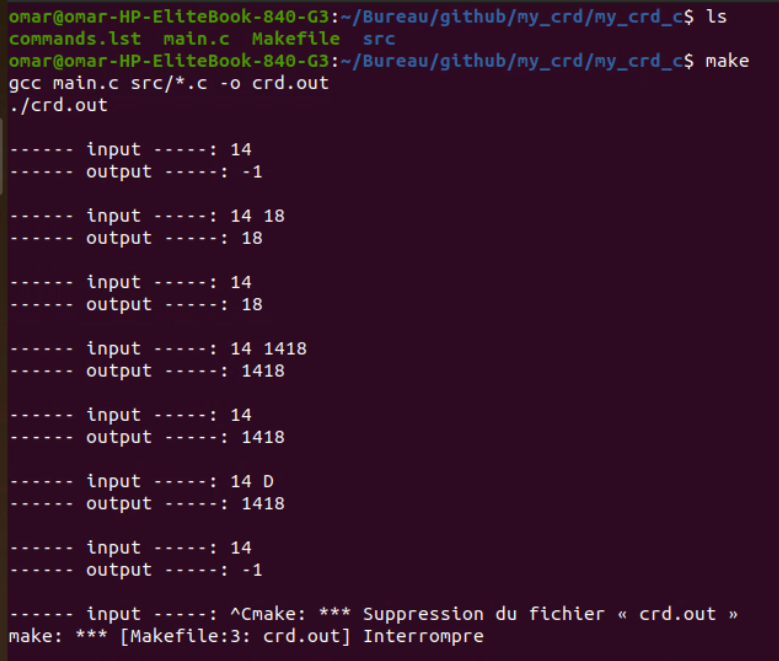 omar@omar-HP-EliteBook-840-G3:~/Bureau/github/my_crd/my_crd_c$ ls
commands.lst  main.c  Makefile  src
omar@omar-HP-EliteBook-840-G3:~/Bureau/github/my_crd/my_crd_c$ make
gcc main.c src/*.c -o crd.out
./crd.out
------ input -----: 14
------ output -----: -1
------ input -----: 14 18
------ output -----: 18
------ input -----: 14
------ output -----: 18
------ input -----: 14 1418
------ output -----: 1418
------ input -----: 14
------ output -----: 1418
------ input -----: 14 D
------ output -----: 1418
------ input -----: 14
------ output -----: -1
------ input -----: ^Cmake: *** Suppression du fichier « crd.out »
make: *** [Makefile:3: crd.out] Interrompre